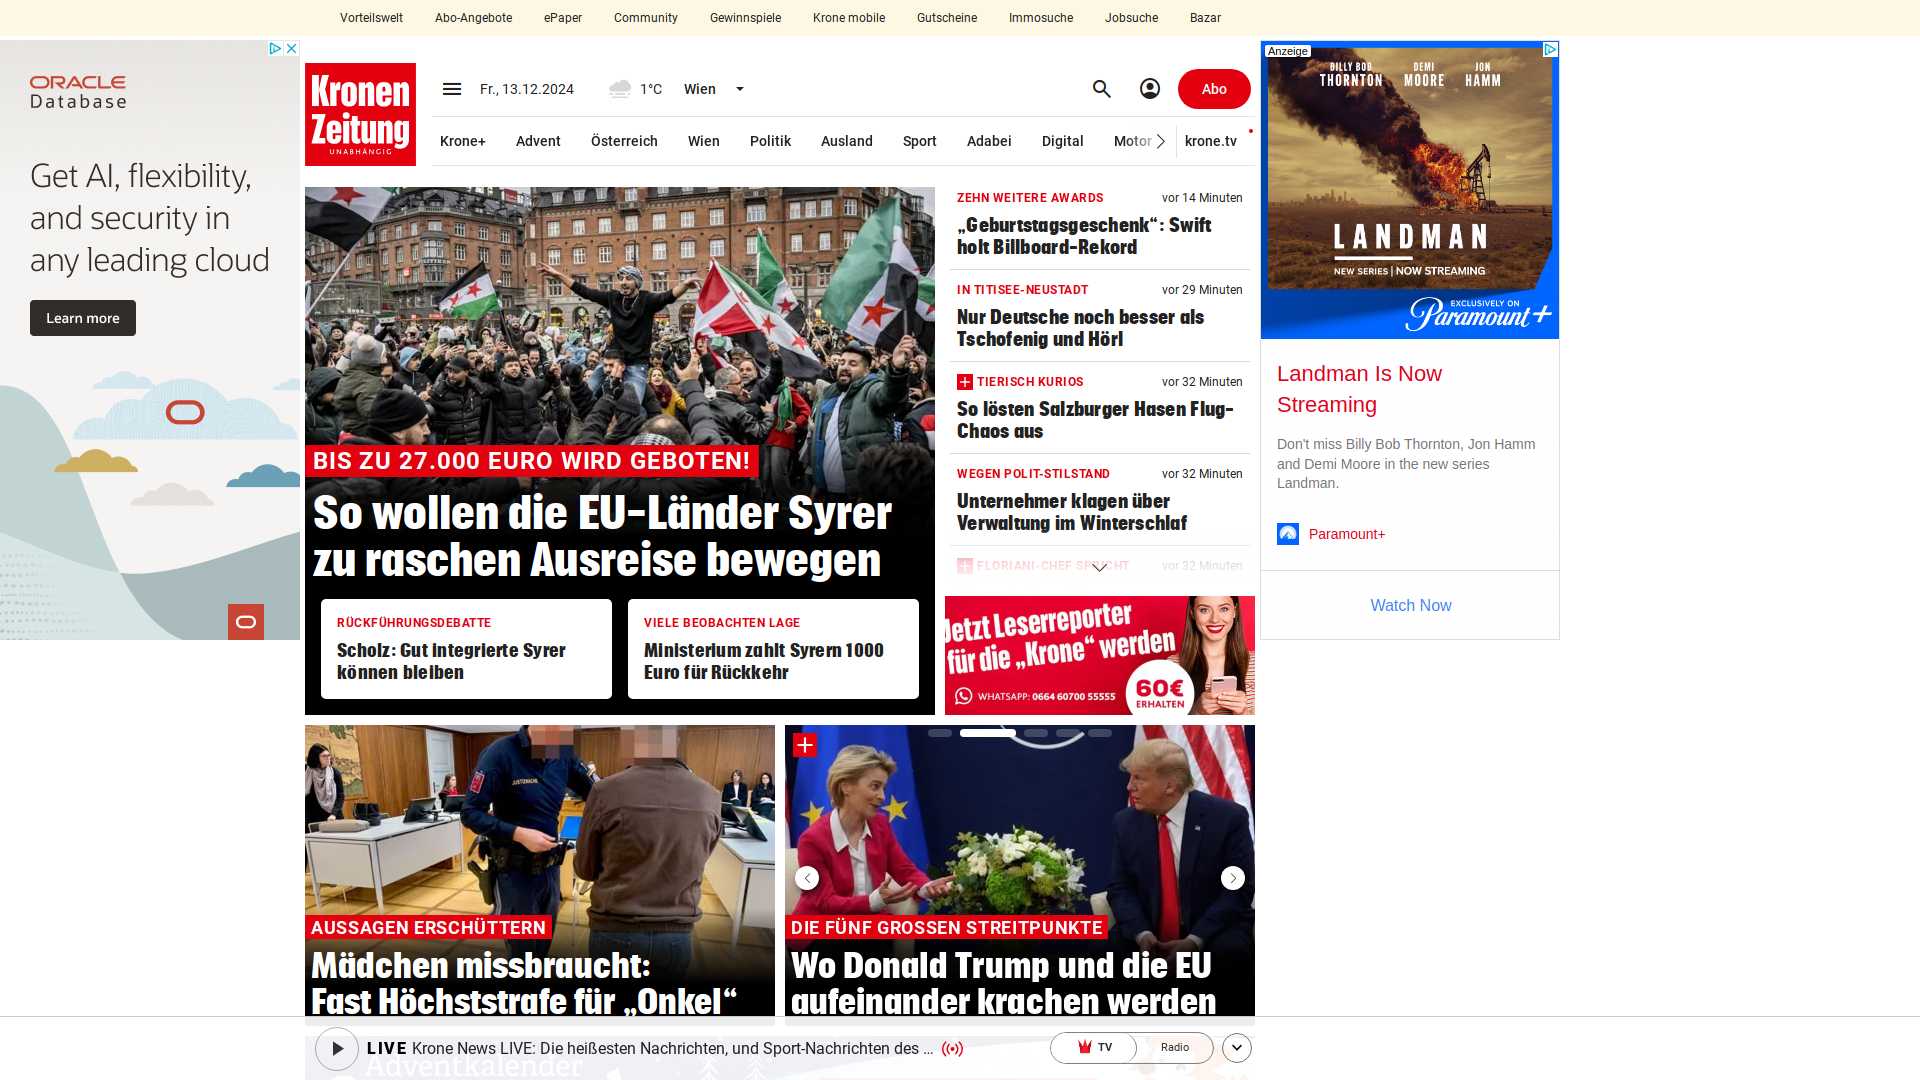 Vorteilswelt
Abo-Angebote
ePaper
Community
Gewinnspiele
Krone mobile
Gutscheine
Immosuche
Jobsuche
Bazar
ORACLE
Database
Get AI, flexibility,
and security in
any leading cloud
Learn more
Kronen
Zeitung
UNABHÄNGIG
Fr., 13.12.2024
1°C
Wien
Abo
Krone+
Advent
Österreich
Wien
Politik
Ausland
Sport
Adabei
Digital
Motor
krone.tv
BIS ZU 27.000 EURO WIRD GEBOTEN!
So wollen die EU-Länder Syrer
zu raschen Ausreise bewegen
RÜCKFÜHRUNGSDEBATTE
Scholz: Gut integrierte Syrer
können bleiben
VIELE BEOBACHTEN LAGE
Ministerium zahlt Syrern 1000
Euro für Rückkehr
ZEHN WEITERE AWARDS
vor 14 Minuten
„Geburtstagsgeschenk“: Swift
holt Billboard-Rekord
IN TITISEE-NEUSTADT
vor 29 Minuten
Nur Deutsche noch besser als
Tschofenig und Hörl
TIERISCH KURIOS
vor 32 Minuten
So lösten Salzburger Hasen Flug-
Chaos aus
WEGEN POLIT-STILSTAND
vor 32 Minuten
Unternehmer klagen über
Verwaltung im Winterschlaf
FLORIANI-CHEF SPRICHT
vor 32 Minuten
Jetzt Leserreporter
für die „Krone“ werden
WHATSAPP: 0664 60700 55555
60€
ERHALTEN
Anzeige
BILLY BOB
THORNTON
DEMI
MOORE
JON
HAMM
LANDMAN
NEW SERIES | NOW STREAMING
EXCLUSIVELY ON
Paramount+
Landman Is Now
Streaming
Don't miss Billy Bob Thornton, Jon Hamm
and Demi Moore in the new series
Landman.
Paramount+
Watch Now
AUSSAGEN ERSCHÜTTERN
Mädchen missbraucht:
Fast Höchststrafe für „Onkel“
DIE FÜNF GROSSEN STREITPUNKTE
Wo Donald Trump und die EU
aufeinander krachen werden
LIVE Krone News LIVE: Die heißesten Nachrichten, und Sport-Nachrichten des ...
TV
Radio
Adventkalender